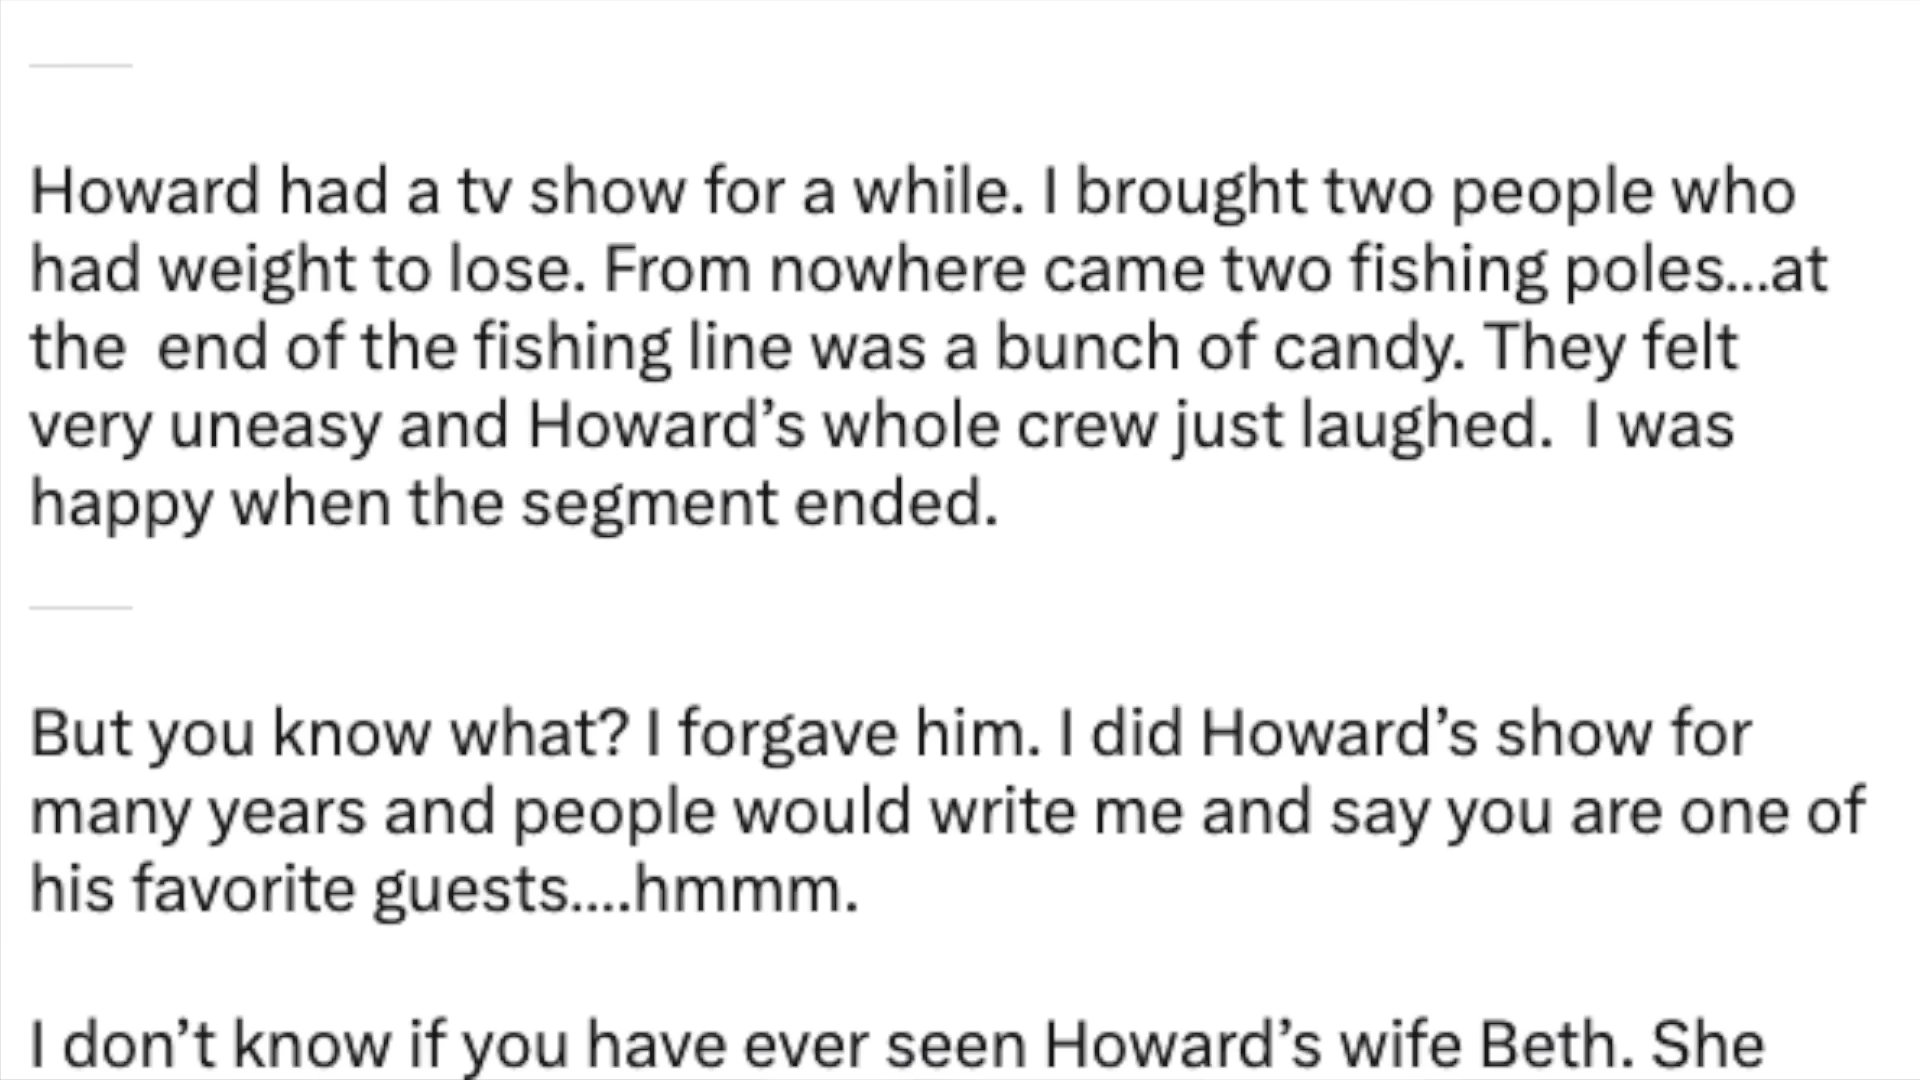 Howard had a tv show for a while. I brought two people who
had weight to lose. From nowhere came two fishing poles...at
the  end of the fishing line was a bunch of candy. They felt
very uneasy and Howard’s whole crew just laughed.  I was
happy when the segment ended.
But you know what? I forgave him. I did Howard’s show for
many years and people would write me and say you are one of
his favorite guests....hmmm.
I don’t know if you have ever seen Howard’s wife Beth. She